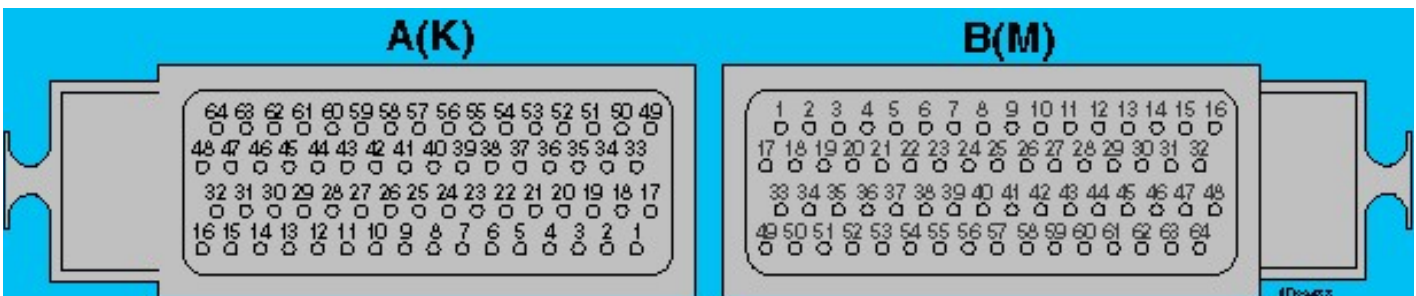 A(K)
64 63 62 61 60 59 58 57 56 55 54 53 52 51 50 49
48 47 46 45 44 43 42 41 40 39 38 37 36 35 34 33
32 31 30 29 28 27 26 25 24 23 22 21 20 19 18 17
16 15 14 13 12 11 10 9 8 7 6 5 4 3 2 1
B(M)
1 2 3 4 5 6 7 8 9 10 11 12 13 14 15 16
17 18 19 20 21 22 23 24 25 26 27 28 29 30 31 32
33 34 35 36 37 38 39 40 41 42 43 44 45 46 47 48
49 50 51 52 53 54 55 56 57 58 59 60 61 62 63 64